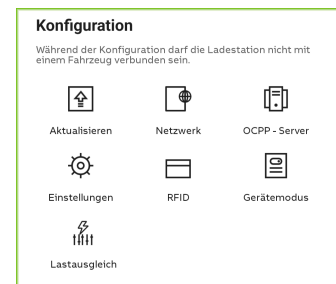 Konfiguration
Während der Konfiguration darf die Ladestation nicht mit
einem Fahrzeug verbunden sein.
Aktualisieren
Netzwerk
OCPP - Server
Einstellungen
RFID
Gerätemodus
Lastausgleich